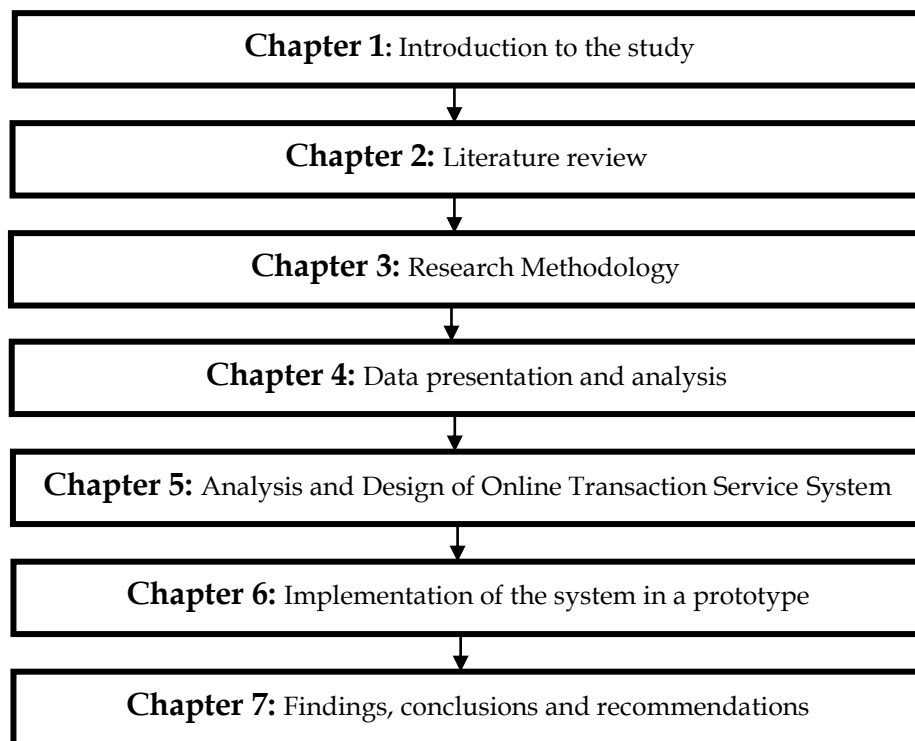 Chapter 1: Introduction to the study
Chapter 2: Literature review
Chapter 3: Research Methodology
Chapter 4: Data presentation and analysis
Chapter 5: Analysis and Design of Online Transaction Service System
Chapter 6: Implementation of the system in a prototype
Chapter 7: Findings, conclusions and recommendations